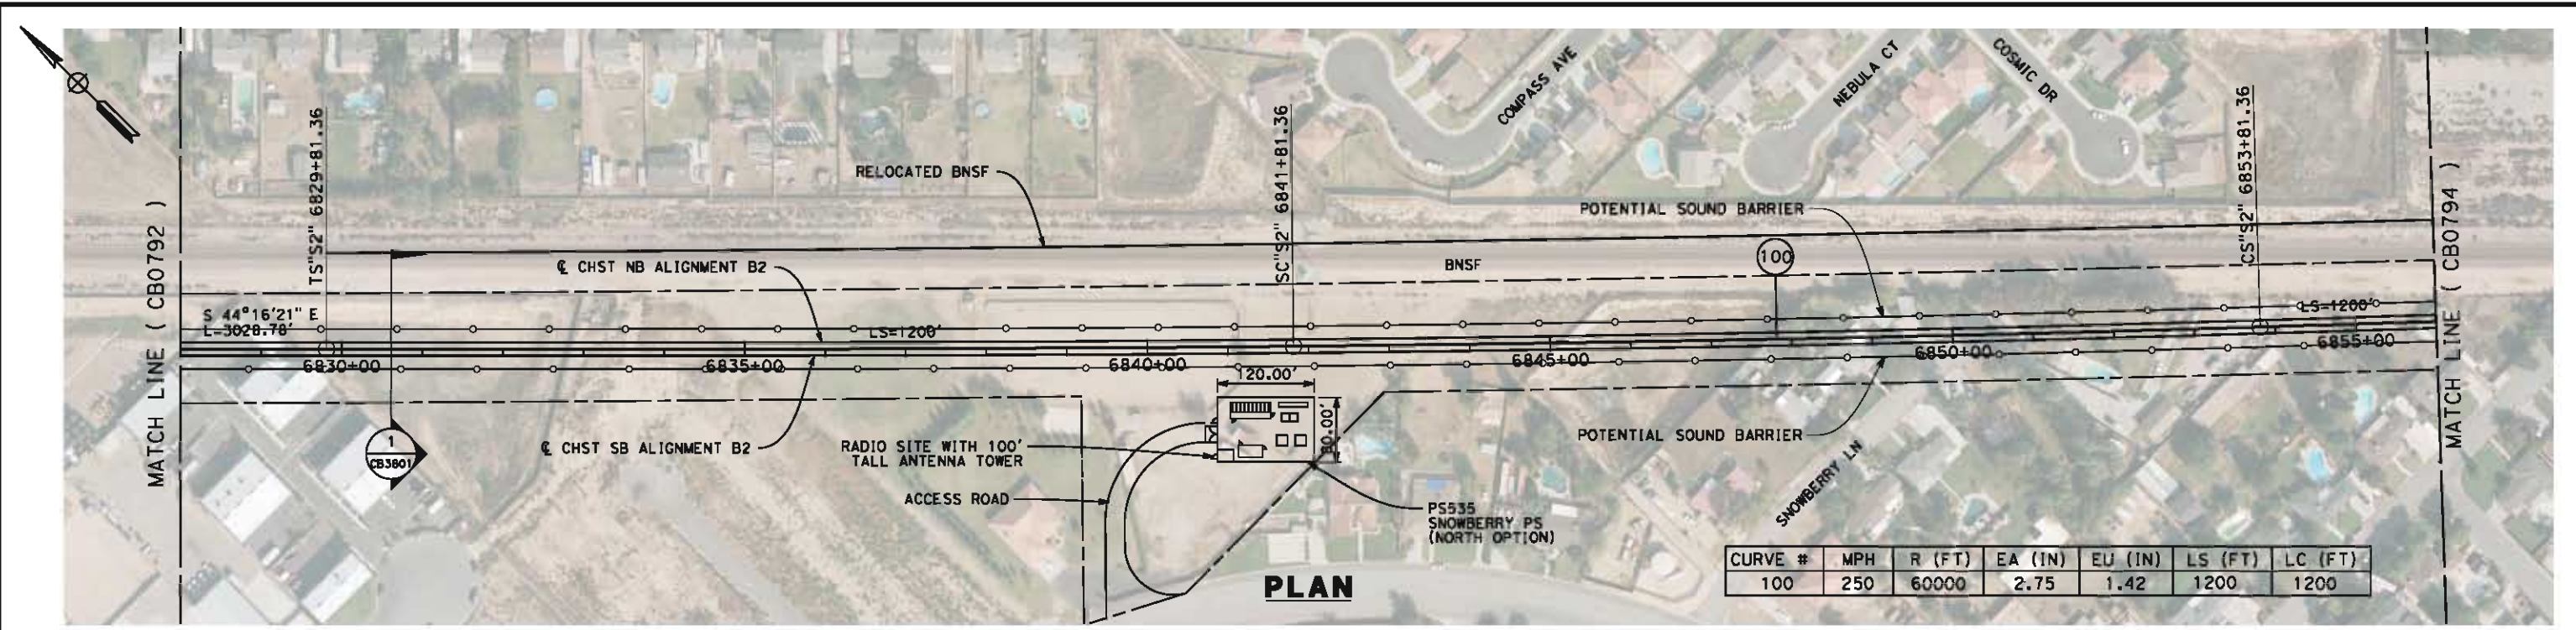 COMPASS AVE
NEBULA CT
COSMIC DR
TS"S2" 6829+81.36
SC"S2" 6841+81.36
CS"S2" 6853+81.36
RELOCATED BNSF
POTENTIAL SOUND BARRIER
MATCH LINE ( CB0792 )
MATCH LINE ( CB0794 )
℄ CHST NB ALIGNMENT B2
BNSF
100
S 44°16'21" E
L-3028.78'
LS=1200'
LS-1200'
6830+00
6835+00
6840+00
6845+00
6850+00
6855+00
120.00'
80.00'
1
CB3801
℄ CHST SB ALIGNMENT B2
RADIO SITE WITH 100'
TALL ANTENNA TOWER
ACCESS ROAD
POTENTIAL SOUND BARRIER
SNOWBERRY LN
PS535
SNOWBERRY PS
(NORTH OPTION)
PLAN
CURVE # MPH R (FT) EA (IN) EU (IN) LS (FT) LC (FT)
100 250 60000 2.75 1.42 1200 1200